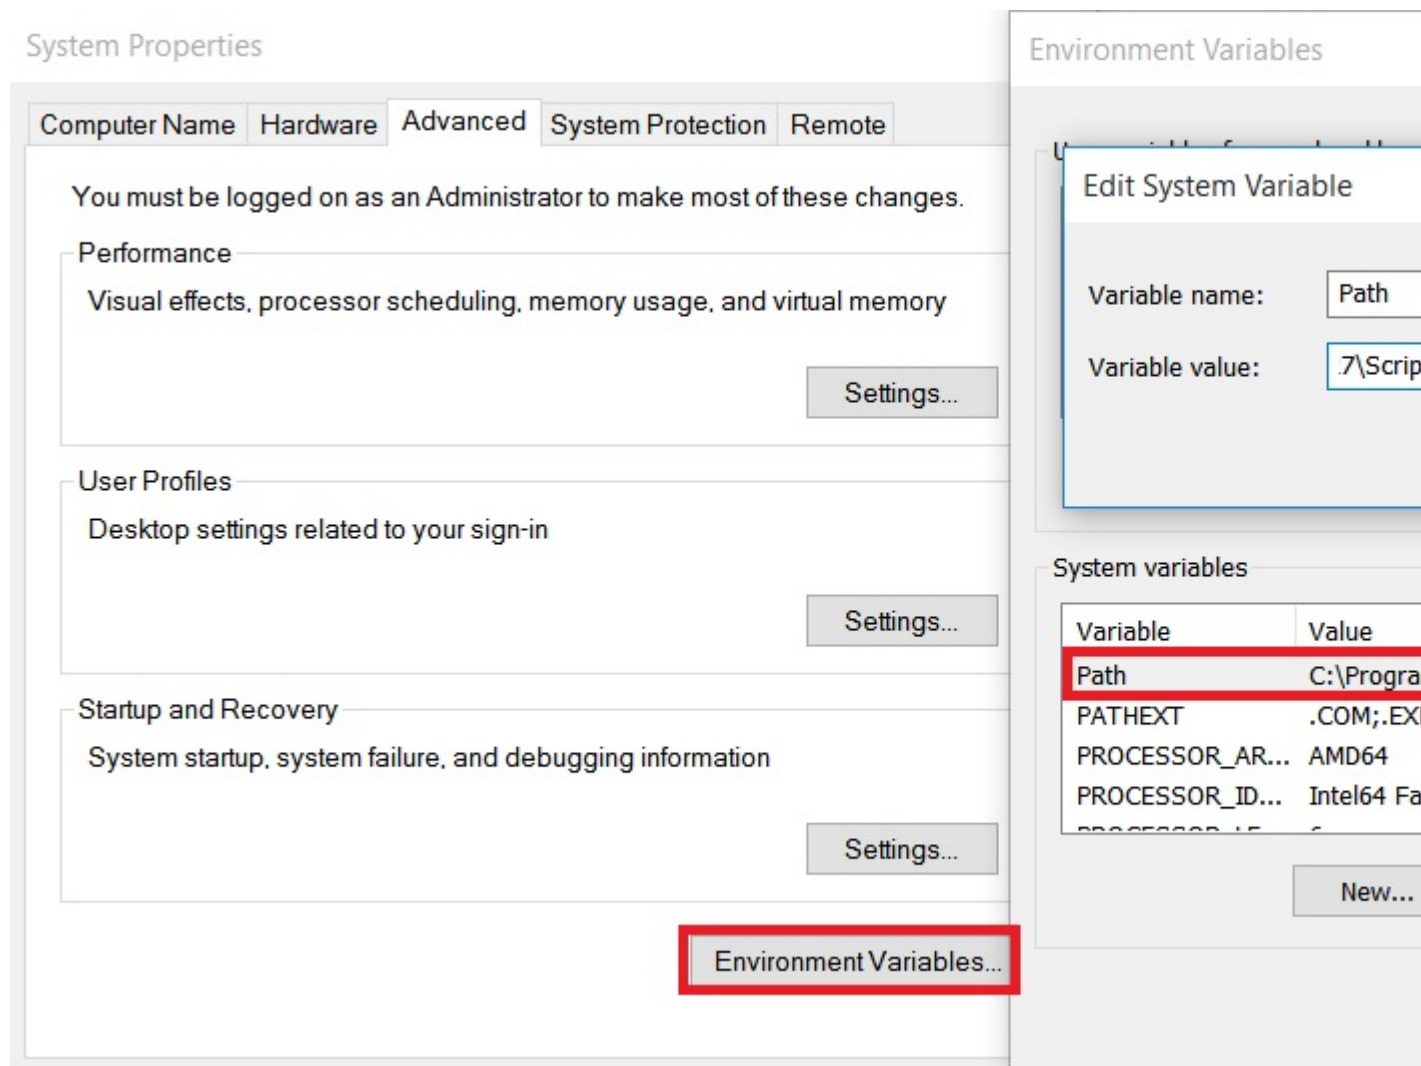 System Properties
Computer Name Hardware Advanced System Protection Remote
You must be logged on as an Administrator to make most of these changes.
Performance
Visual effects, processor scheduling, memory usage, and virtual memory
Settings...
User Profiles
Desktop settings related to your sign-in
Settings...
Startup and Recovery
System startup, system failure, and debugging information
Settings...
Environment Variables...
Environment Variables
Edit System Variable
Variable name: Path
Variable value: .7\Scrip
System variables
Variable Value
Path C:\Progra
PATHEXT .COM;.EX
PROCESSOR_AR... AMD64
PROCESSOR_ID... Intel64 Fa
New...